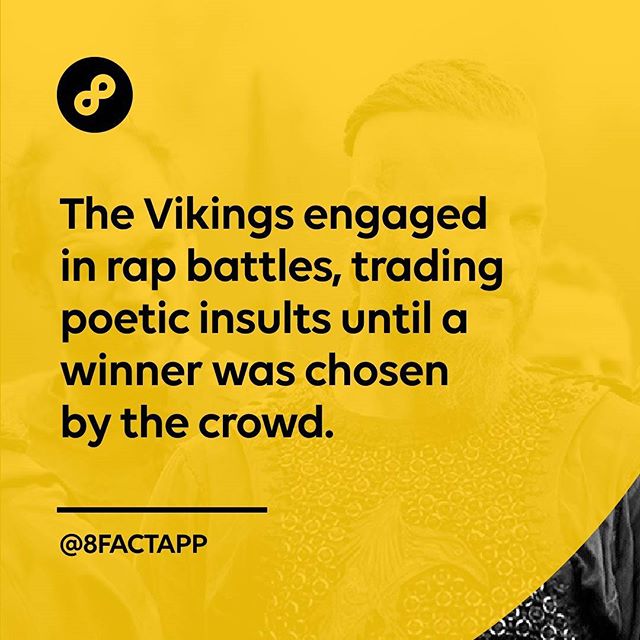 The Vikings engaged
in rap battles, trading
poetic insults until a
winner was chosen
by the crowd.
@8FACTAPP